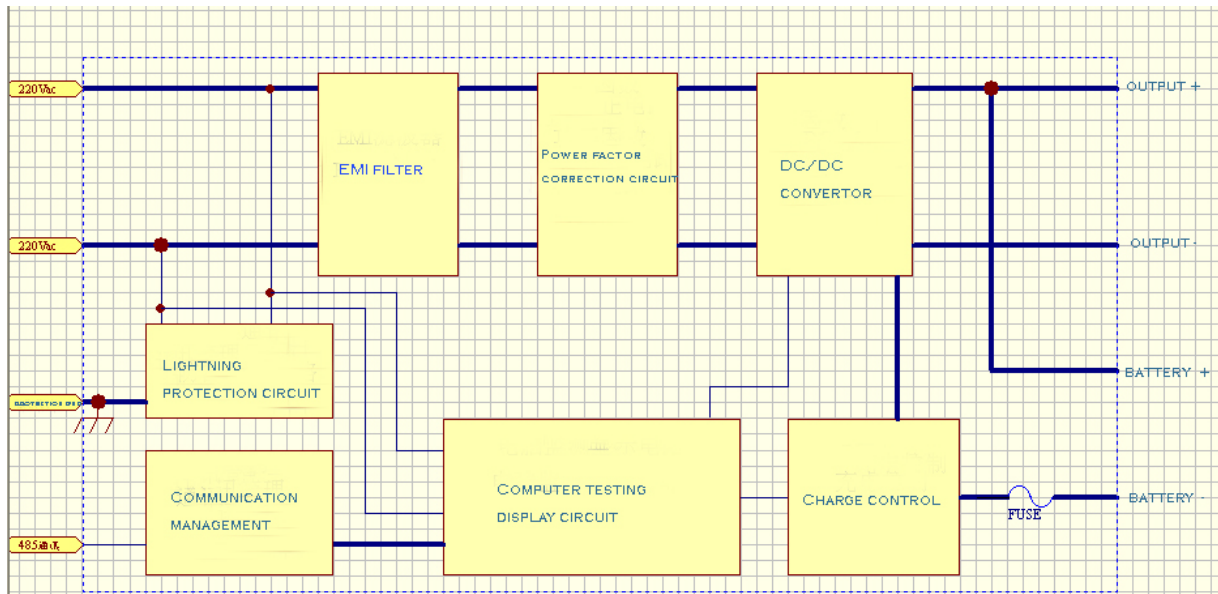 220Vac
OUTPUT +
EMI FILTER
POWER FACTOR
CORRECTION CIRCUIT
DC/DC
CONVERTOR
220Vac
OUTPUT -
LIGHTNING
PROTECTION CIRCUIT
BATTERY +
COMMUNICATION
MANAGEMENT
COMPUTER TESTING
DISPLAY CIRCUIT
CHARGE CONTROL
FUSE
BATTERY -
485通讯